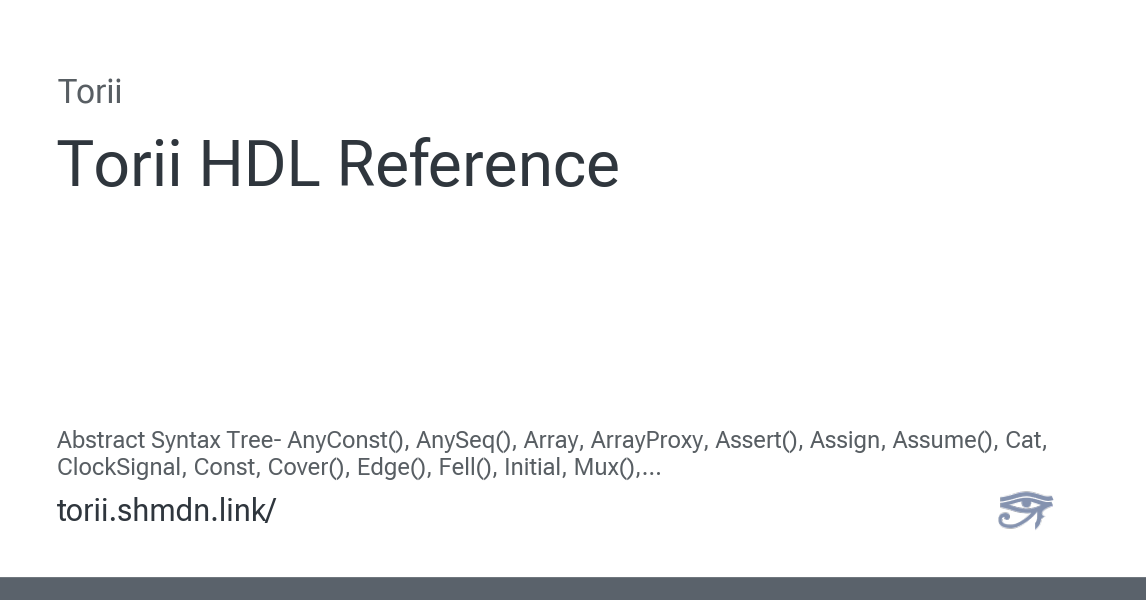 Torii
Torii HDL Reference
Abstract Syntax Tree- AnyConst(), AnySeq(), Array, ArrayProxy, Assert(), Assign, Assume(), Cat,
ClockSignal, Const, Cover(), Edge(), Fell(), Initial, Mux(),...
torii.shmdn.link/